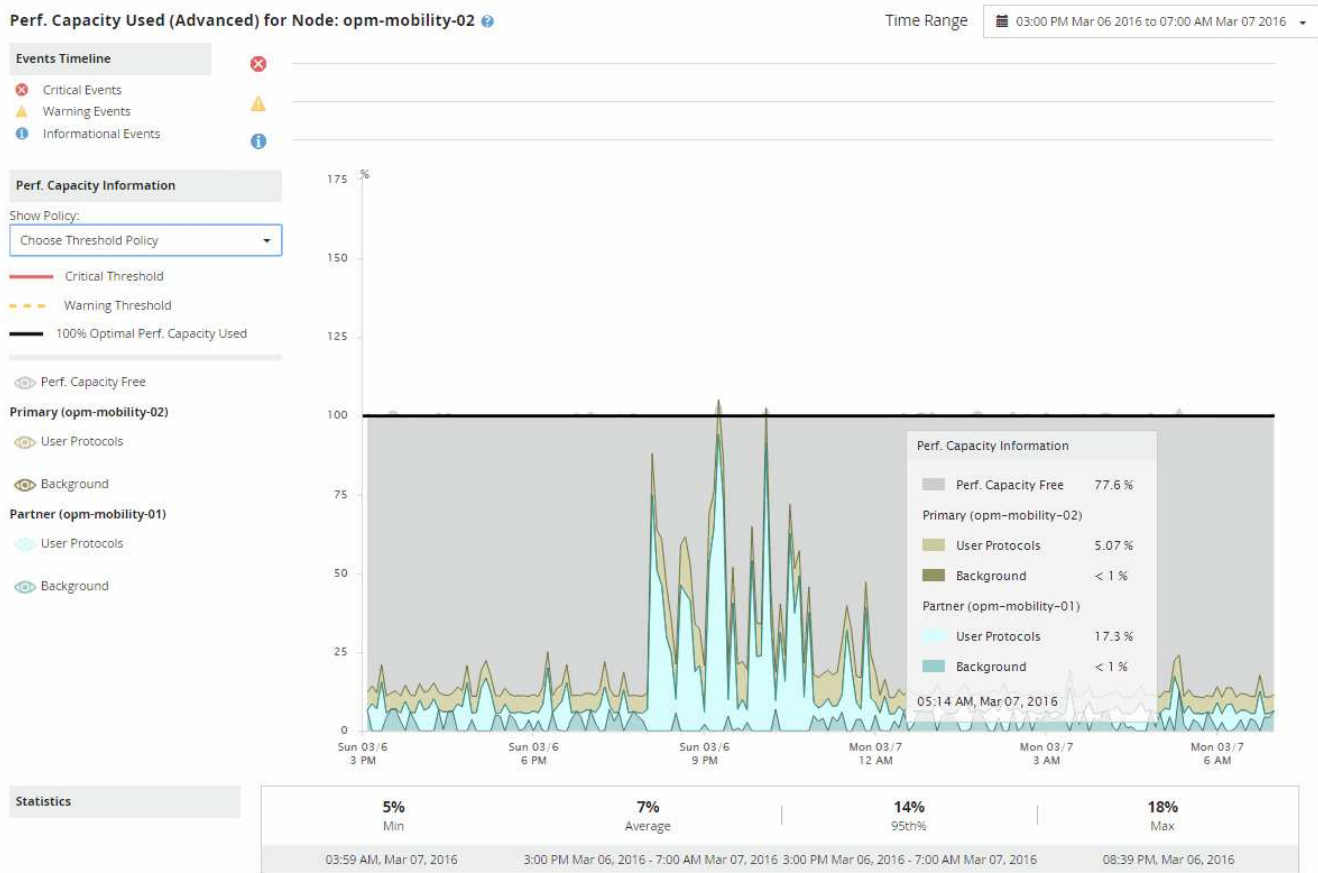 Perf. Capacity Used (Advanced) for Node: opm-mobility-02 ?
Time Range 03:00 PM Mar 06 2016 to 07:00 AM Mar 07 2016
Events Timeline
Critical Events
Warning Events
Informational Events
Perf. Capacity Information
Show Policy:
Choose Threshold Policy
Critical Threshold
Warning Threshold
100% Optimal Perf. Capacity Used
Perf. Capacity Free
Primary (opm-mobility-02)
User Protocols
Background
Partner (opm-mobility-01)
User Protocols
Background
%
175
150
125
100
75
50
25
0
Sun 03/6 Sun 03/6 Sun 03/6 Mon 03/7 Mon 03/7 Mon 03/7
3 PM 6 PM 9 PM 12 AM 3 AM 6 AM
Perf. Capacity Information
Perf. Capacity Free 77.6 %
Primary (opm-mobility-02)
User Protocols 5.07 %
Background < 1 %
Partner (opm-mobility-01)
User Protocols 17.3 %
Background < 1 %
05:14 AM, Mar 07, 2016
Statistics
5% 7% 14% 18%
Min Average 95th% Max
03:59 AM, Mar 07, 2016 3:00 PM Mar 06, 2016 - 7:00 AM Mar 07, 2016 3:00 PM Mar 06, 2016 - 7:00 AM Mar 07, 2016 08:39 PM, Mar 06, 2016